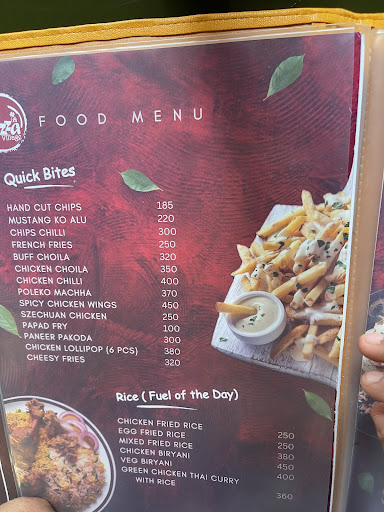 FOOD MENU
Quick Bites
HAND CUT CHIPS 185
MUSTANG KO ALU 220
CHIPS CHILLI 300
FRENCH FRIES 250
BUFF CHOILA 320
CHICKEN CHOILA 350
CHICKEN CHILLI 400
POLEKO MACHHA 370
SPICY CHICKEN WINGS 450
SZECHUAN CHICKEN 250
PAPAD FRY 100
PANEER PAKODA 300
CHICKEN LOLLIPOP (6 PCS) 380
CHEESY FRIES 320
Rice ( Fuel of the Day)
CHICKEN FRIED RICE 250
EGG FRIED RICE 250
MIXED FRIED RICE 380
CHICKEN BIRYANI 450
VEG BIRYANI 400
GREEN CHICKEN THAI CURRY
WITH RICE 360